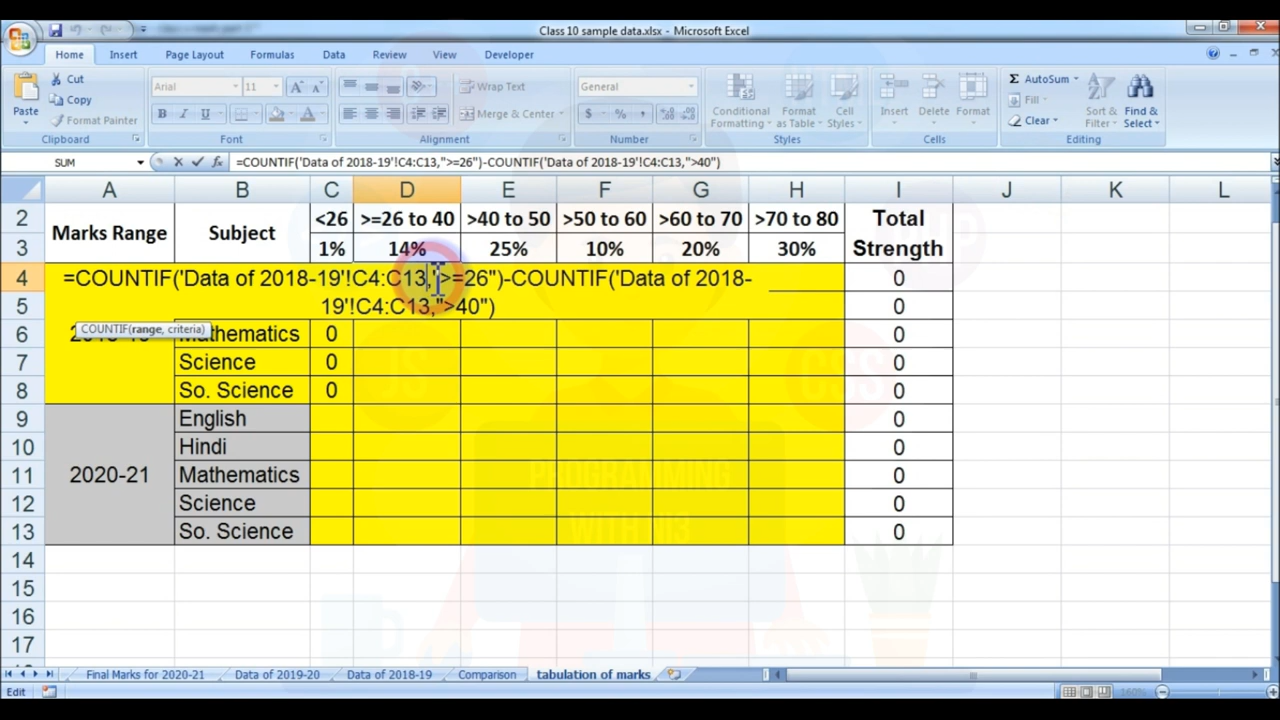 Class 10 sample data.xlsx - Microsoft Excel
Home Insert Page Layout Formulas Data Review View Developer
Cut
Copy
Format Painter
Paste
Clipboard
Arial 11
B I U
Font
Wrap Text
Merge & Center
Alignment
General
$ % ,
Number
Conditional Formatting
Format as Table
Cell Styles
Styles
Insert Delete Format
Cells
Σ AutoSum
Fill
Clear
Sort & Filter
Find & Select
Editing
SUM fx =COUNTIF('Data of 2018-19'!C4:C13,">=26")-COUNTIF('Data of 2018-19'!C4:C13,">40")
A B C D E F G H I J K L
2 Marks Range Subject <26 >=26 to 40 >40 to 50 >50 to 60 >60 to 70 >70 to 80 Total
3 1% 14% 25% 10% 20% 30% Strength
4 =COUNTIF('Data of 2018-19'!C4:C13,">=26")-COUNTIF('Data of 2018- 0
5 19'!C4:C13,">40") 0
COUNTIF(range, criteria)
6 Mathematics 0 0
7 Science 0 0
8 So. Science 0 0
9 English 0
10 Hindi 0
11 2020-21 Mathematics 0
12 Science 0
13 So. Science 0
14
15
16
17
JS CSS
PROGRAMMING
WITH
Final Marks for 2020-21 Data of 2019-20 Data of 2018-19 Comparison tabulation of marks
Edit 160%